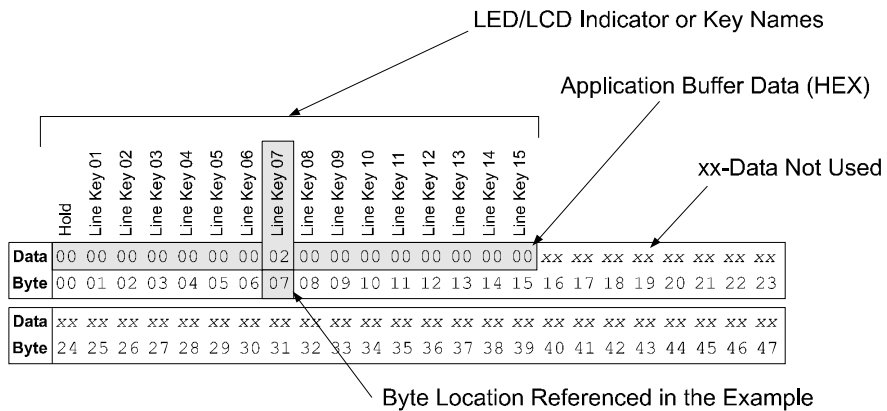 LED/LCD Indicator or Key Names
Application Buffer Data (HEX)
xx-Data Not Used
Hold
Line Key 01
Line Key 02
Line Key 03
Line Key 04
Line Key 05
Line Key 06
Line Key 07
Line Key 08
Line Key 09
Line Key 10
Line Key 11
Line Key 12
Line Key 13
Line Key 14
Line Key 15
Data 00 00 00 00 00 00 00 02 00 00 00 00 00 00 00 00 xx xx xx xx xx xx xx xx
Byte 00 01 02 03 04 05 06 07 08 09 10 11 12 13 14 15 16 17 18 19 20 21 22 23
Data xx xx xx xx xx xx xx xx xx xx xx xx xx xx xx xx xx xx xx xx xx xx xx xx
Byte 24 25 26 27 28 29 30 31 32 33 34 35 36 37 38 39 40 41 42 43 44 45 46 47
Byte Location Referenced in the Example